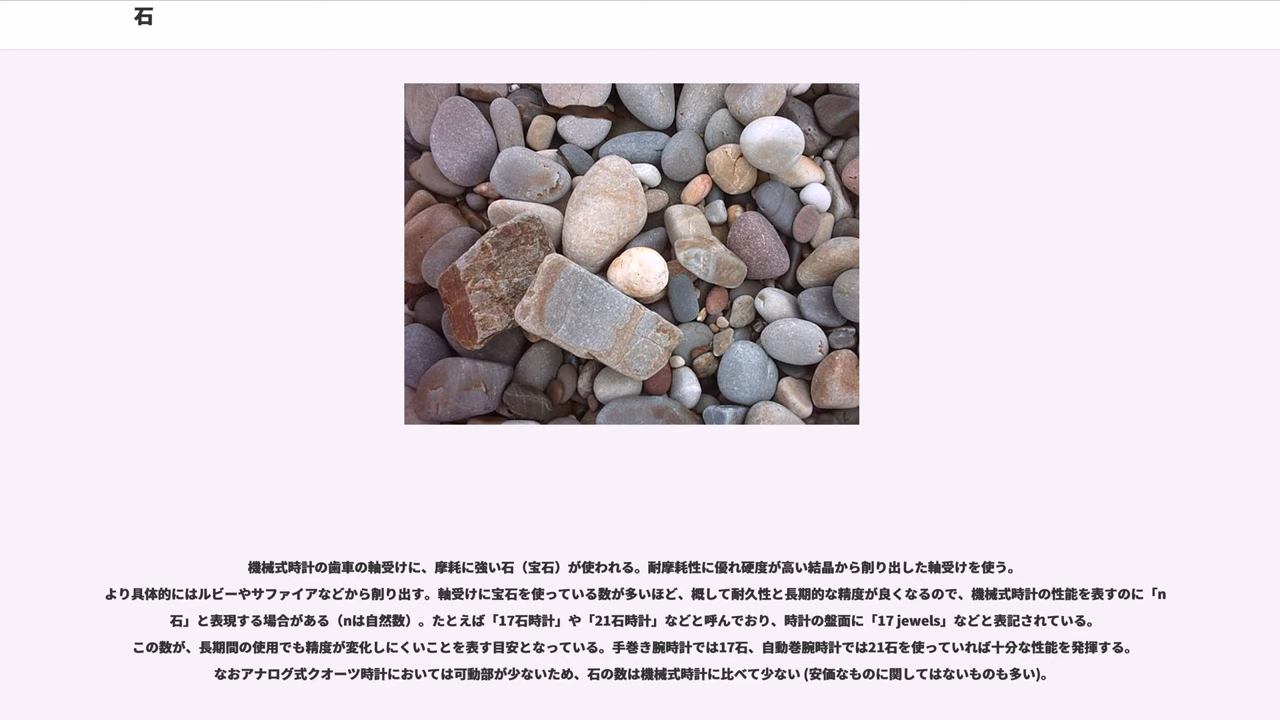 石
機械式時計の歯車の軸受けに、摩耗に強い石（宝石）が使われる。耐摩耗性に優れ硬度が高い結晶から削り出した軸受けを使う。
より具体的にはルビーやサファイアなどから削り出す。軸受けに宝石を使っている数が多いほど、概して耐久性と長期的な精度が良くなるので、機械式時計の性能を表すのに「n
石」と表現する場合がある（nは自然数）。たとえば「17石時計」や「21石時計」などと呼んでおり、時計の盤面に「17 jewels」などと表記されている。
この数が、長期間の使用でも精度が変化しにくいことを表す目安となっている。手巻き腕時計では17石、自動巻腕時計では21石を使っていれば十分な性能を発揮する。
なおアナログ式クオーツ時計においては可動部が少ないため、石の数は機械式時計に比べて少ない (安価なものに関してはないものも多い)。